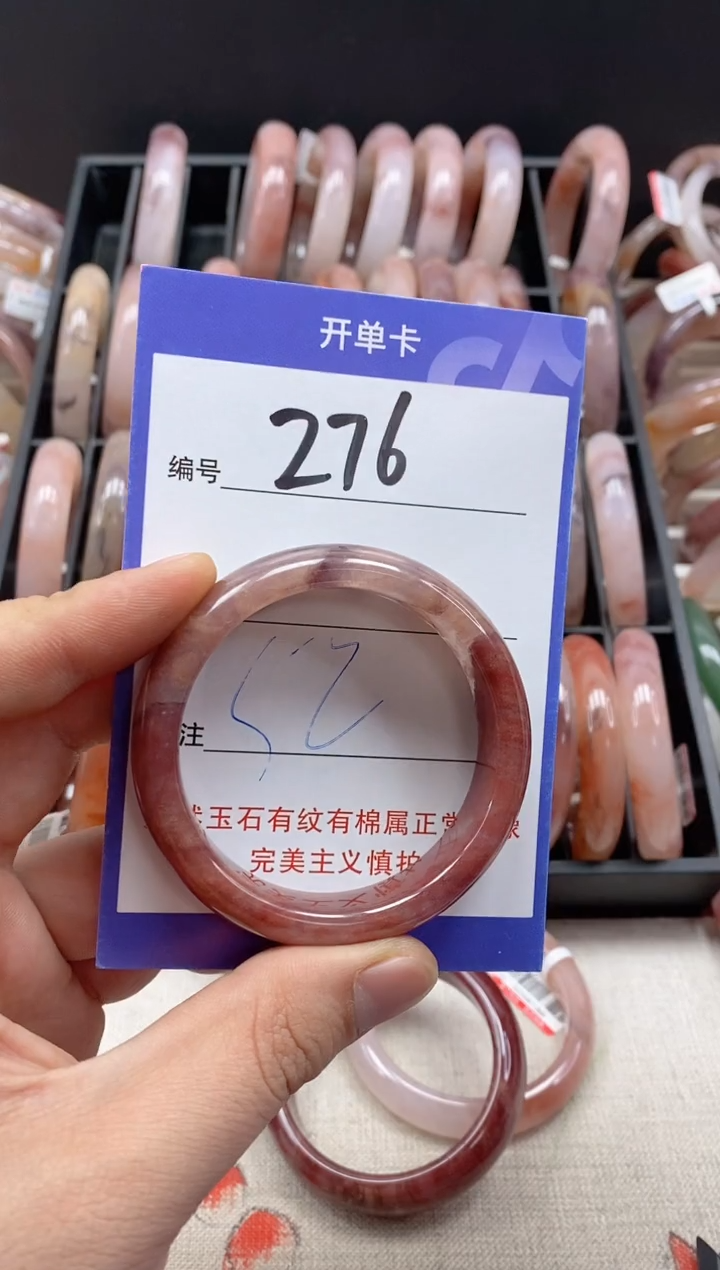 开单卡
编号 276
注 52
玉石有纹有棉属正常
完美主义慎拍